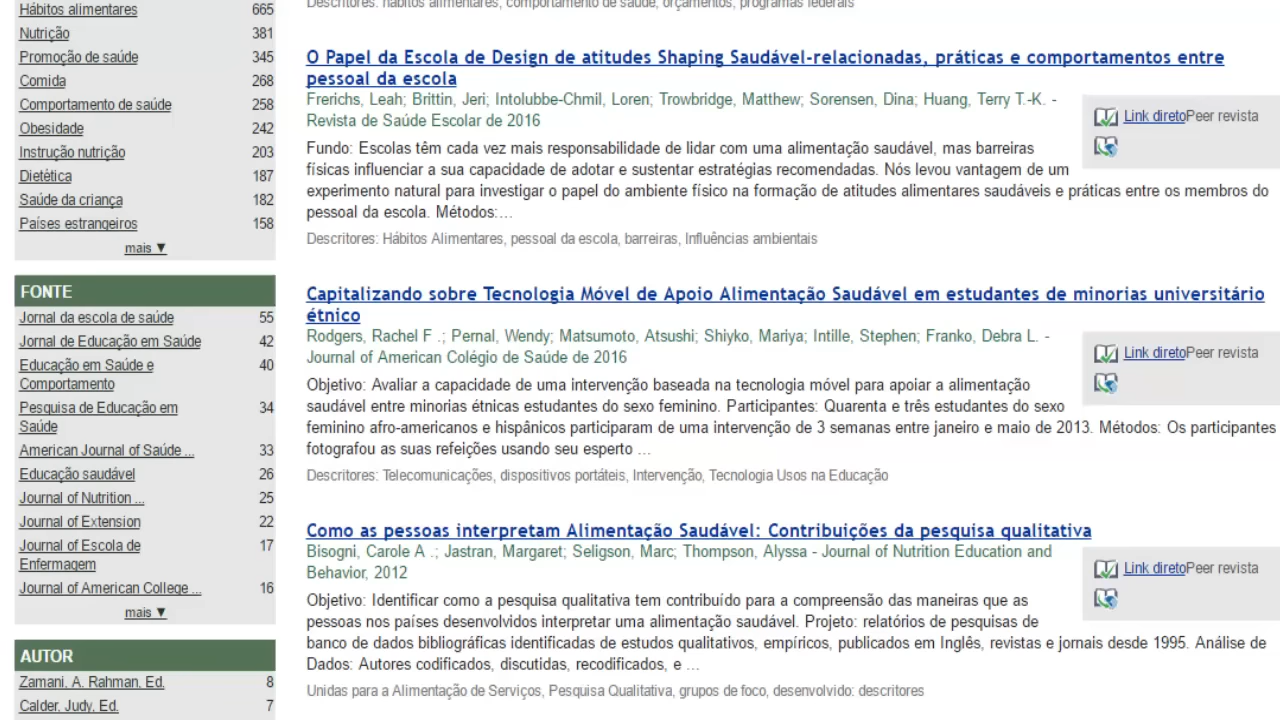 Hábitos alimentares 665
Nutrição 381
Promoção de saúde 345
Comida 268
Comportamento de saúde 258
Obesidade 242
Instrução nutrição 203
Dietética 187
Saúde da criança 182
Países estrangeiros 158
mais ▼
FONTE
Jornal da escola de saúde 55
Jornal de Educação em Saúde 42
Educação em Saúde e 40
Comportamento
Pesquisa de Educação em 34
Saúde
American Journal of Saúde ... 33
Educação saudável 26
Journal of Nutrition ... 25
Journal of Extension 22
Journal of Escola de 17
Enfermagem
Journal of American College ... 16
mais ▼
AUTOR
Zamani, A. Rahman, Ed. 8
Calder, Judy, Ed. 7
Descritores: hábitos alimentares, comportamento de saúde, orçamentos, programas federais
O Papel da Escola de Design de atitudes Shaping Saudável-relacionadas, práticas e comportamentos entre
pessoal da escola
Frerichs, Leah; Brittin, Jeri; Intolubbe-Chmil, Loren; Trowbridge, Matthew; Sorensen, Dina; Huang, Terry T.-K. -
Revista de Saúde Escolar de 2016
Link diretoPeer revista
Fundo: Escolas têm cada vez mais responsabilidade de lidar com uma alimentação saudável, mas barreiras
físicas influenciar a sua capacidade de adotar e sustentar estratégias recomendadas. Nós levou vantagem de um
experimento natural para investigar o papel do ambiente físico na formação de atitudes alimentares saudáveis e práticas entre os membros do
pessoal da escola. Métodos:...
Descritores: Hábitos Alimentares, pessoal da escola, barreiras, Influências ambientais
Capitalizando sobre Tecnologia Móvel de Apoio Alimentação Saudável em estudantes de minorias universitário
étnico
Rodgers, Rachel F .; Pernal, Wendy; Matsumoto, Atsushi; Shiyko, Mariya; Intille, Stephen; Franko, Debra L. -
Journal of American Colégio de Saúde de 2016
Link diretoPeer revista
Objetivo: Avaliar a capacidade de uma intervenção baseada na tecnologia móvel para apoiar a alimentação
saudável entre minorias étnicas estudantes do sexo feminino. Participantes: Quarenta e três estudantes do sexo
feminino afro-americanos e hispânicos participaram de uma intervenção de 3 semanas entre janeiro e maio de 2013. Métodos: Os participantes
fotografou as suas refeições usando seu esperto ...
Descritores: Telecomunicações, dispositivos portáteis, Intervenção, Tecnologia Usos na Educação
Como as pessoas interpretam Alimentação Saudável: Contribuições da pesquisa qualitativa
Bisogni, Carole A .; Jastran, Margaret; Seligson, Marc; Thompson, Alyssa - Journal of Nutrition Education and
Behavior, 2012
Link diretoPeer revista
Objetivo: Identificar como a pesquisa qualitativa tem contribuído para a compreensão das maneiras que as
pessoas nos países desenvolvidos interpretar uma alimentação saudável. Projeto: relatórios de pesquisas de
banco de dados bibliográficas identificadas de estudos qualitativos, empíricos, publicados em Inglês, revistas e jornais desde 1995. Análise de
Dados: Autores codificados, discutidas, recodificados, e ...
Unidas para a Alimentação de Serviços, Pesquisa Qualitativa, grupos de foco, desenvolvido: descritores